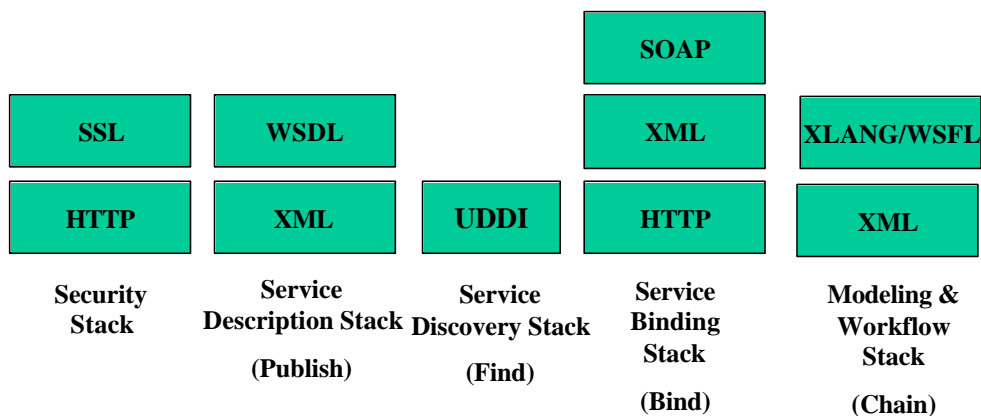 SOAP
SSL
WSDL
XML
XLANG/WSFL
HTTP
XML
UDDI
HTTP
XML
Security
Stack
Service
Description Stack
(Publish)
Service
Discovery Stack
(Find)
Service
Binding
Stack
(Bind)
Modeling &
Workflow
Stack
(Chain)